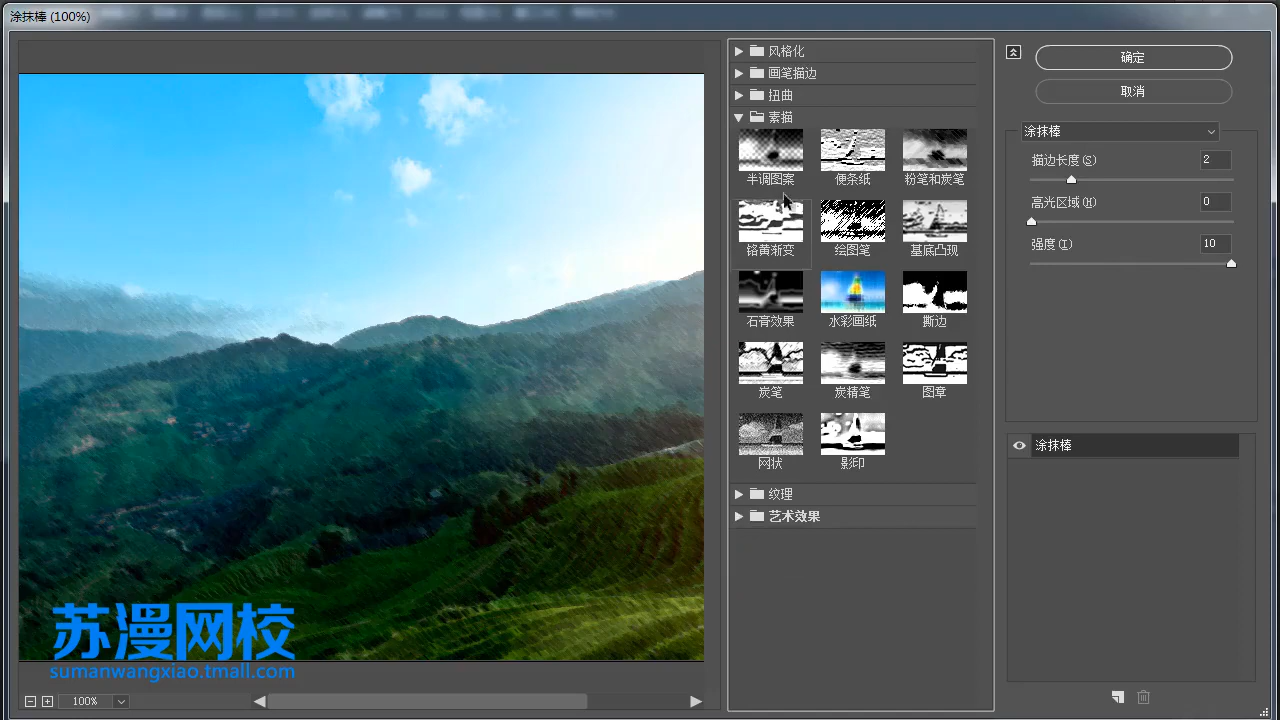 涂抹棒 (100%)
风格化
画笔描边
扭曲
素描
半调图案
便条纸
粉笔和炭笔
铬黄渐变
绘图笔
基底凸现
石膏效果
水彩画纸
撕边
炭笔
炭精笔
图章
网状
影印
纹理
艺术效果
确定
取消
涂抹棒
描边长度(S)
2
高光区域(H)
0
强度(I)
10
涂抹棒
苏漫网校
sumanwangxiao.tmall.com
100%